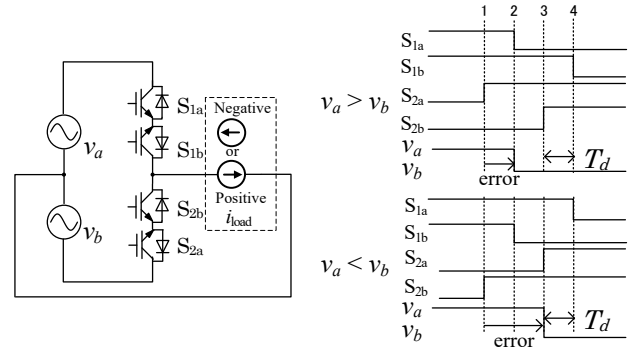 v_a
v_b
S_1a
S_1b
S_2b
S_2a
Negative
or
Positive
i_load
v_a > v_b
1 2 3 4
S_1a
S_1b
S_2a
S_2b
v_a
v_b
error
T_d
v_a < v_b
S_1a
S_1b
S_2a
S_2b
v_a
v_b
error
T_d